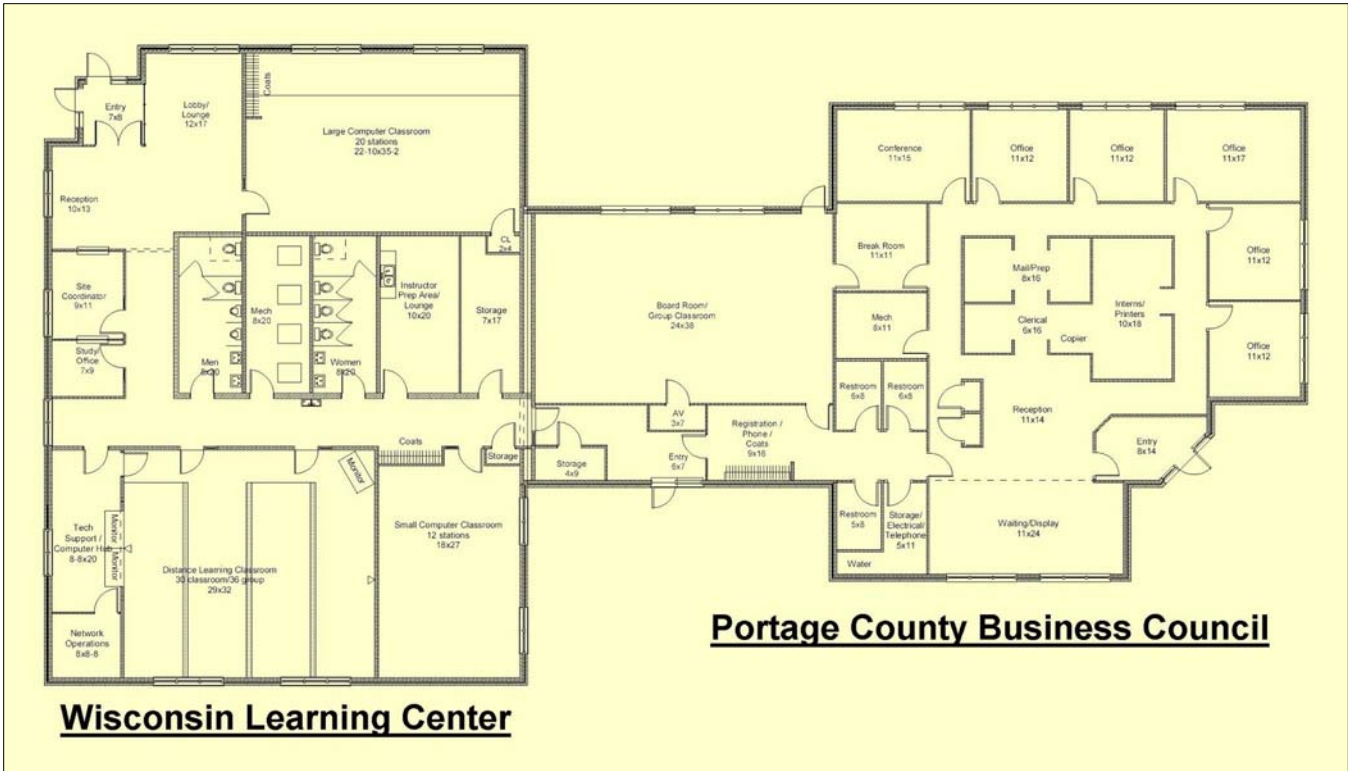 Entry
7x8
Lobby/
Lounge
12x17
Coats
Large Computer Classroom
20 stations
22-10x35-2
Reception
10x13
CL
2x4
Site
Coordinator
9x11
Study/
Office
7x9
Men
8x20
Mech
8x20
Women
8x20
Instructor
Prep Area/
Lounge
10x20
Storage
7x17
Coats
Storage
Monitor
Tech
Support /
Computer Hub
8-8x20
Monitor
Monitor
Distance Learning Classroom
30 classroom/36 group
29x32
Small Computer Classroom
12 stations
18x27
Network
Operations
8x8-8
Board Room/
Group Classroom
24x38
AV
3x7
Storage
4x9
Entry
6x7
Registration /
Phone /
Coats
9x16
Conference
11x15
Office
11x12
Office
11x12
Office
11x17
Break Room
11x11
Mail/Prep
8x16
Interns/
Printers
10x18
Office
11x12
Mech
8x11
Clerical
6x16
Copier
Office
11x12
Restroom
6x8
Restroom
6x8
Reception
11x14
Entry
8x14
Restroom
5x8
Storage/
Electrical/
Telephone
5x11
Water
Waiting/Display
11x24
Portage County Business Council
Wisconsin Learning Center